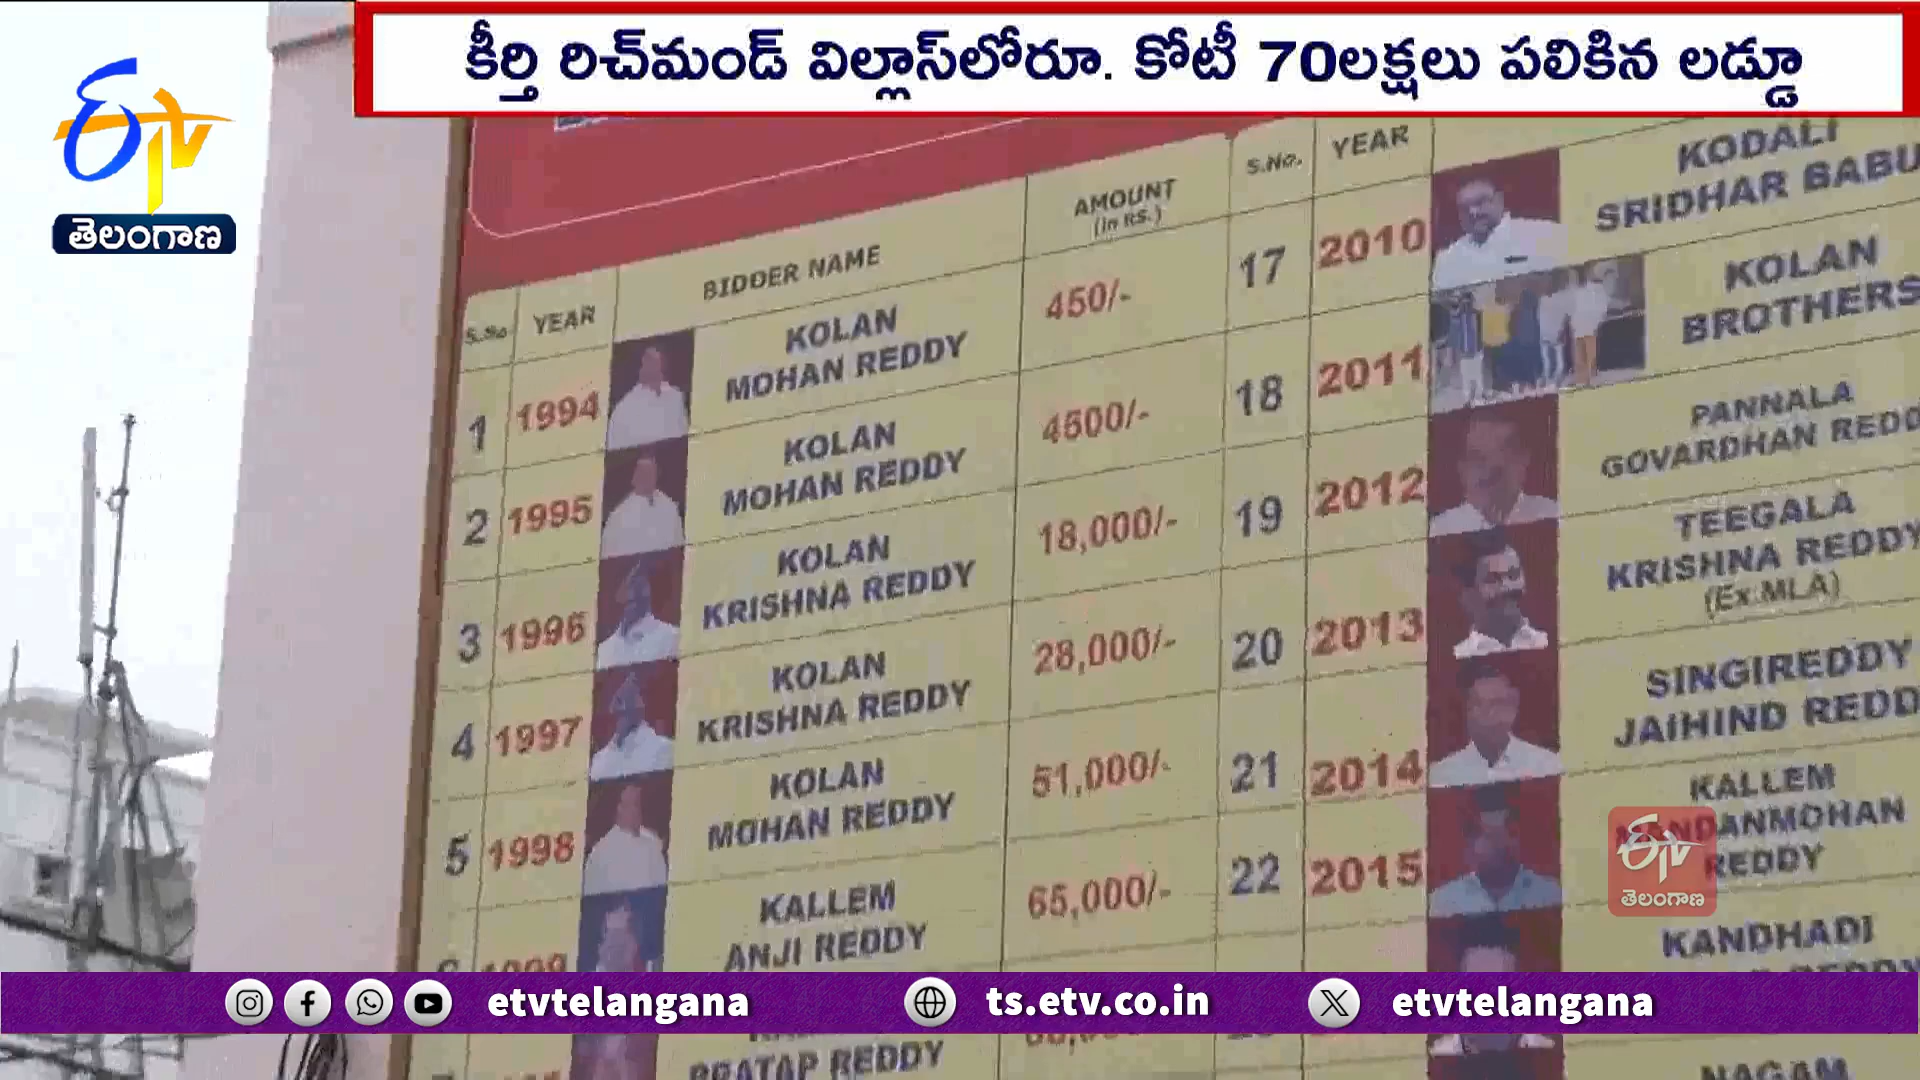 కీర్తి రిచ్‌మండ్ విల్లాస్‌లోరూ. కోటీ 70లక్షలు పలికిన లడ్డూ
ETV
తెలంగాణ
S.No YEAR BIDDER NAME AMOUNT (in RS.)
1 1994 KOLAN MOHAN REDDY 450/-
2 1995 KOLAN MOHAN REDDY 4500/-
3 1996 KOLAN KRISHNA REDDY 18,000/-
4 1997 KOLAN KRISHNA REDDY 28,000/-
5 1998 KOLAN MOHAN REDDY 51,000/-
KALLEM ANJI REDDY 65,000/-
PRATAP REDDY
S.No. YEAR
17 2010 KODALI SRIDHAR BABU
18 2011 KOLAN BROTHERS
19 2012 PANNALA GOVARDHAN REDD
20 2013 TEEGALA KRISHNA REDDY (Ex:MLA)
21 2014 SINGIREDDY JAIHIND REDD
22 2015 KALLEM MANDANMOHAN REDDY
KANDHADI
NAGAM
ETV
తెలంగాణ
etvtelangana ts.etv.co.in etvtelangana